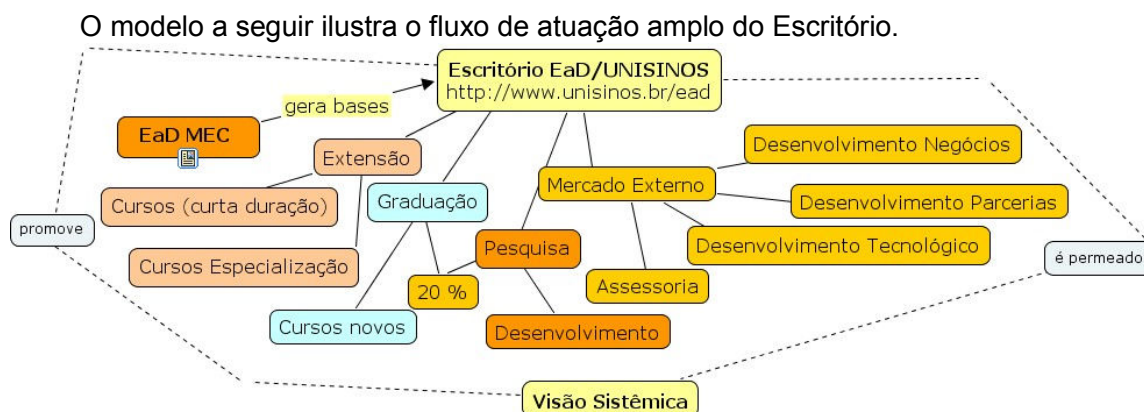 O modelo a seguir ilustra o fluxo de atuação amplo do Escritório.
Escritório EaD/UNISINOS
http://www.unisinos.br/ead
gera bases
EaD MEC
Extensão
Desenvolvimento Negócios
Mercado Externo
Cursos (curta duração)
Graduação
Desenvolvimento Parcerias
promove
Pesquisa
Desenvolvimento Tecnológico
é permeado
Cursos Especialização
20 %
Assessoria
Cursos novos
Desenvolvimento
Visão Sistêmica